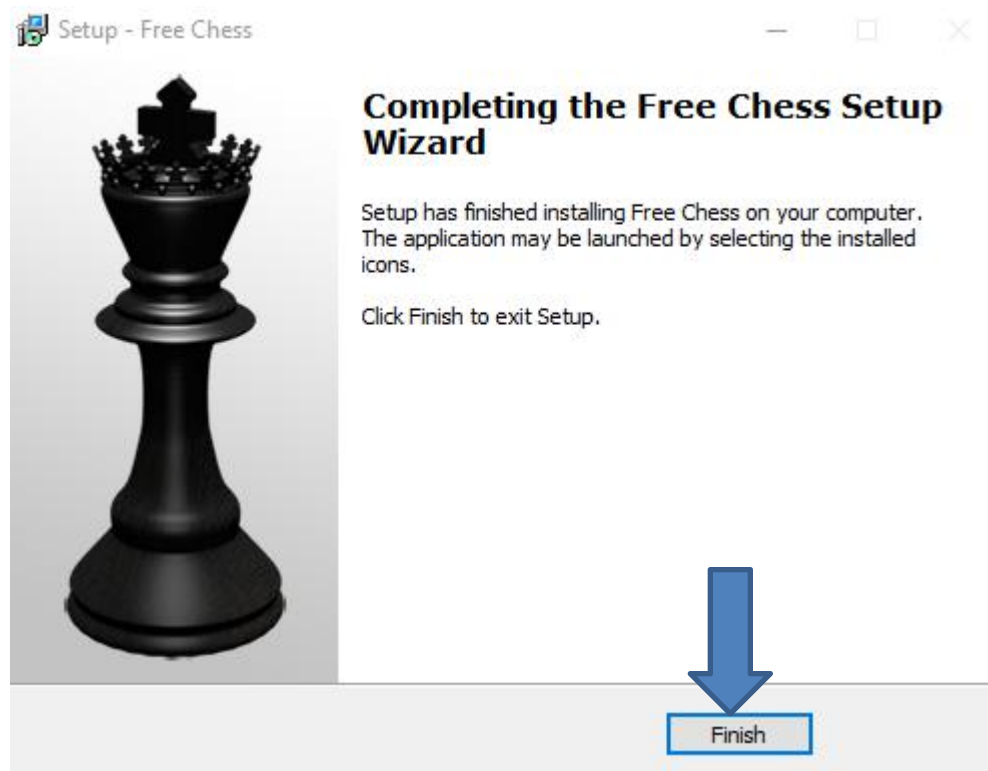 Setup - Free Chess
Completing the Free Chess Setup
Wizard
Setup has finished installing Free Chess on your computer.
The application may be launched by selecting the installed
icons.
Click Finish to exit Setup.
Finish